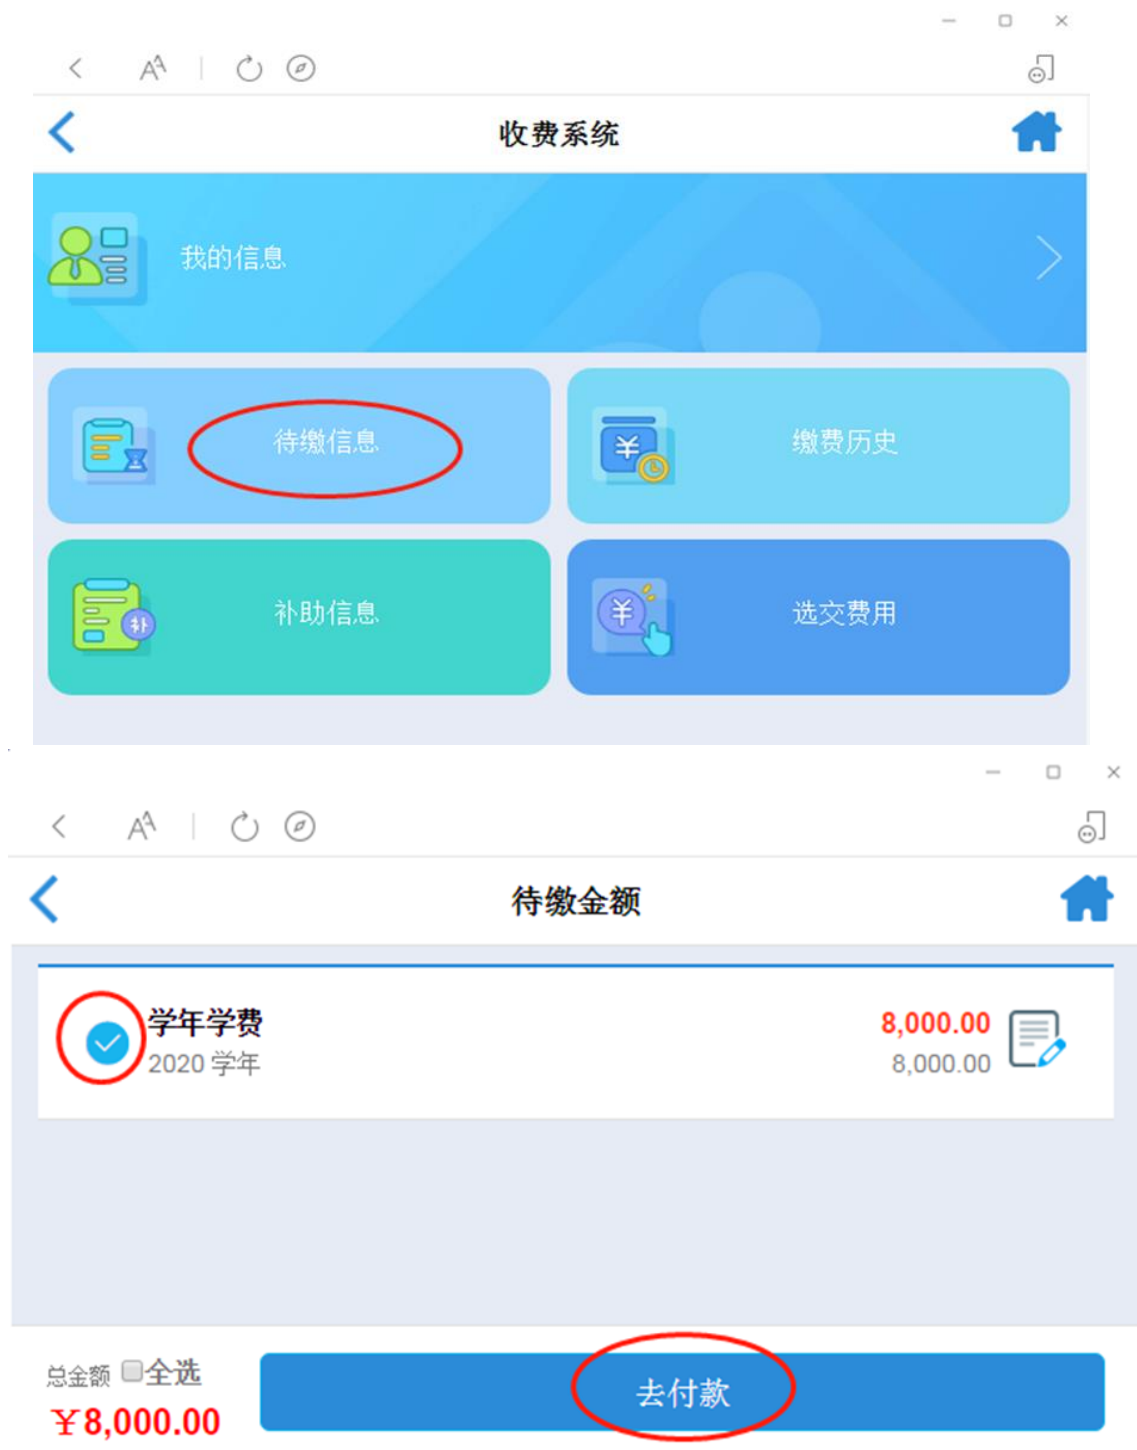 收费系统
我的信息
待缴信息
缴费历史
补助信息
选交费用
待缴金额
学年学费
8,000.00
2020 学年
8,000.00
总金额 全选
去付款
￥8,000.00